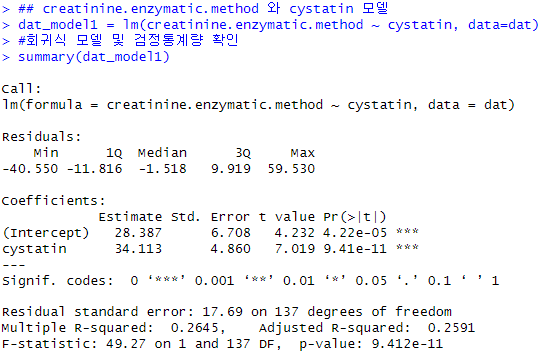 > ## creatinine.enzymatic.method 와 cystatin 모델
> dat_model1 = lm(creatinine.enzymatic.method ~ cystatin, data=dat)
> #회귀식 모델 및 검정통계량 확인
> summary(dat_model1)
Call:
lm(formula = creatinine.enzymatic.method ~ cystatin, data = dat)
Residuals:
    Min      1Q  Median      3Q     Max
-40.550 -11.816  -1.518   9.919  59.530
Coefficients:
            Estimate Std. Error t value Pr(>|t|)
(Intercept)   28.387      6.708   4.232 4.22e-05 ***
cystatin      34.113      4.860   7.019 9.41e-11 ***
---
Signif. codes:  0 ‘***’ 0.001 ‘**’ 0.01 ‘*’ 0.05 ‘.’ 0.1 ‘ ’ 1
Residual standard error: 17.69 on 137 degrees of freedom
Multiple R-squared:  0.2645,    Adjusted R-squared:  0.2591
F-statistic: 49.27 on 1 and 137 DF,  p-value: 9.412e-11